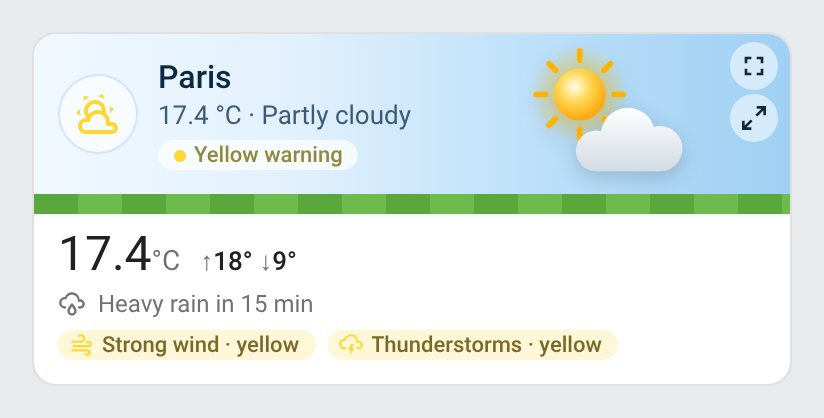 Paris
17.4 °C · Partly cloudy
Yellow warning
17.4°C ↑18° ↓9°
Heavy rain in 15 min
Strong wind · yellow Thunderstorms · yellow